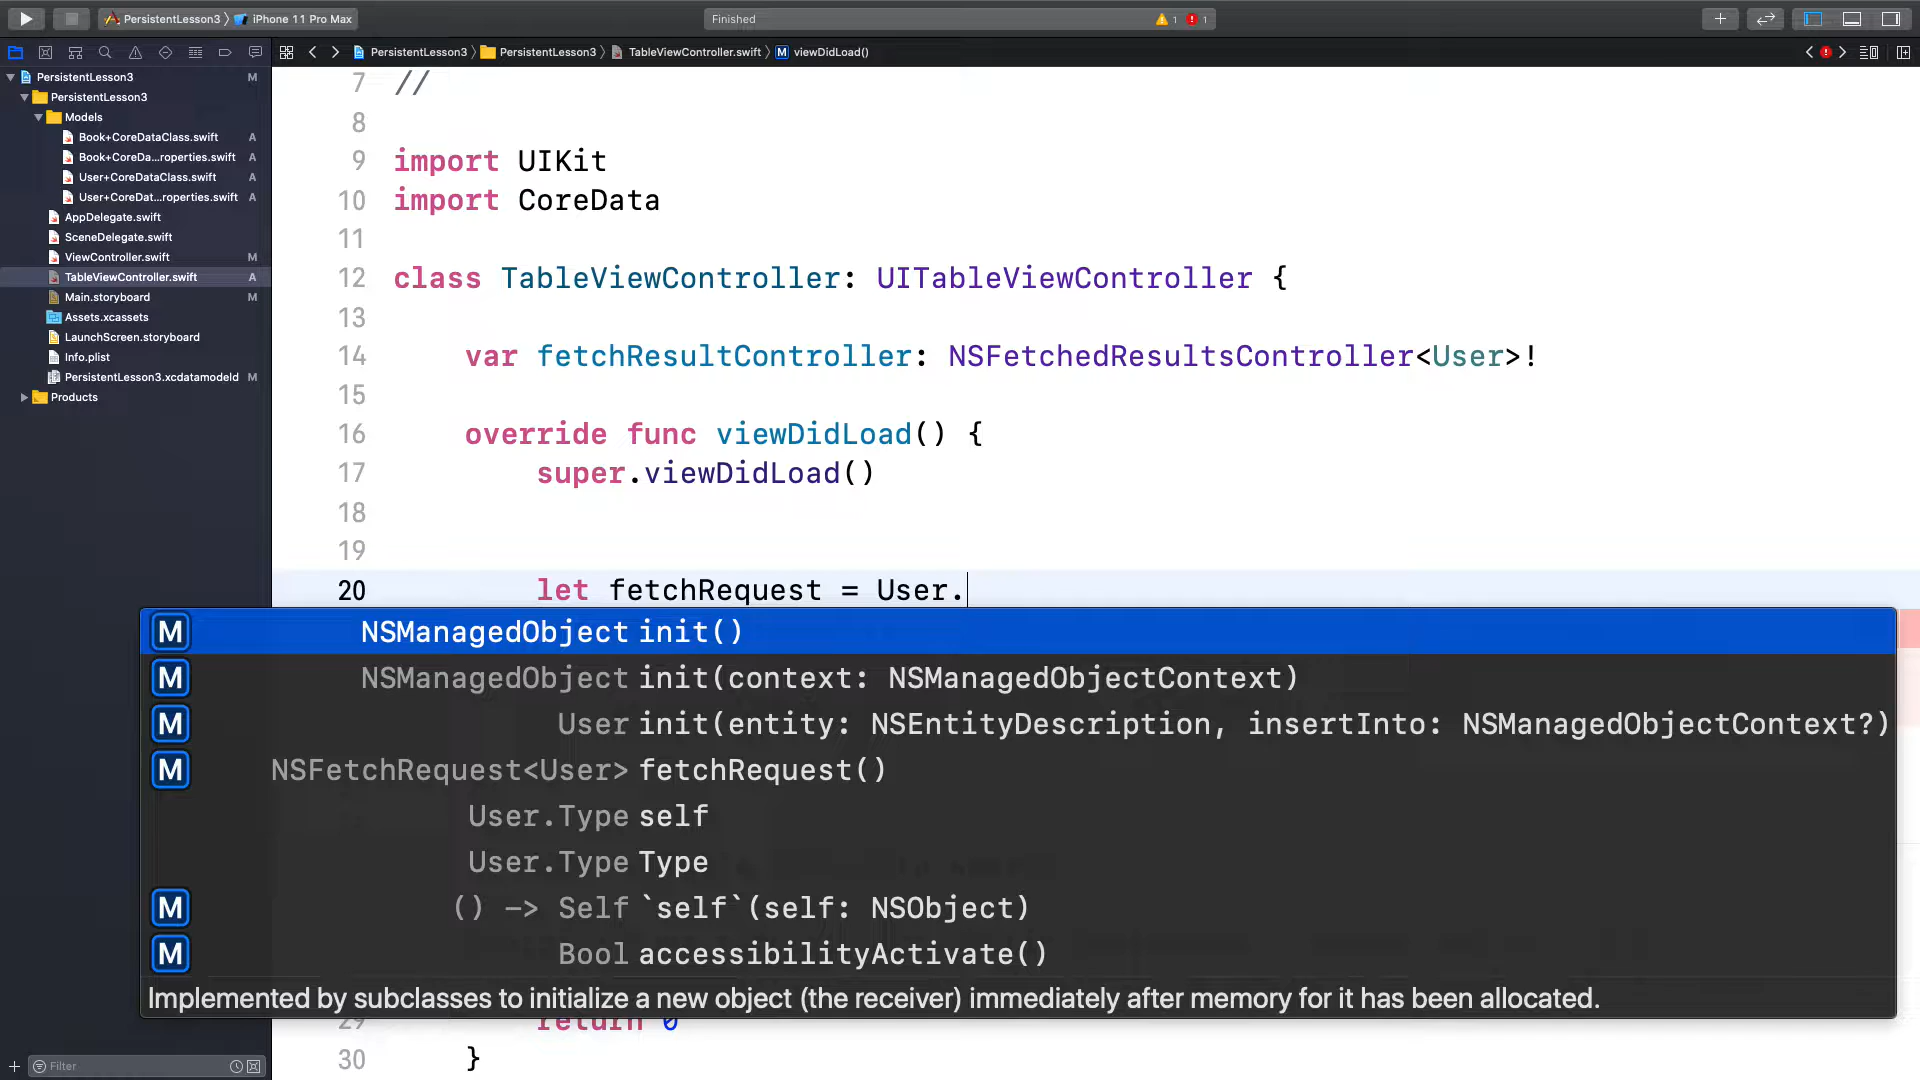 PersistentLesson3 〉 iPhone 11 Pro Max
Finished
1
1
PersistentLesson3 〉 PersistentLesson3 〉 TableViewController.swift 〉 M viewDidLoad()
PersistentLesson3 M
PersistentLesson3
Models
Book+CoreDataClass.swift A
Book+CoreDa...roperties.swift A
User+CoreDataClass.swift A
User+CoreDat...roperties.swift A
AppDelegate.swift
SceneDelegate.swift
ViewController.swift M
TableViewController.swift A
Main.storyboard M
Assets.xcassets
LaunchScreen.storyboard
Info.plist
PersistentLesson3.xcdatamodeld M
Products
Filter
7 //
8
9 import UIKit
10 import CoreData
11
12 class TableViewController: UITableViewController {
13
14 var fetchResultController: NSFetchedResultsController<User>!
15
16 override func viewDidLoad() {
17 super.viewDidLoad()
18
19
20 let fetchRequest = User.
M NSManagedObject init()
M NSManagedObject init(context: NSManagedObjectContext)
M User init(entity: NSEntityDescription, insertInto: NSManagedObjectContext?)
M NSFetchRequest<User> fetchRequest()
User.Type self
User.Type Type
M () -> Self `self`(self: NSObject)
M Bool accessibilityActivate()
Implemented by subclasses to initialize a new object (the receiver) immediately after memory for it has been allocated.
29 return 0
30 }